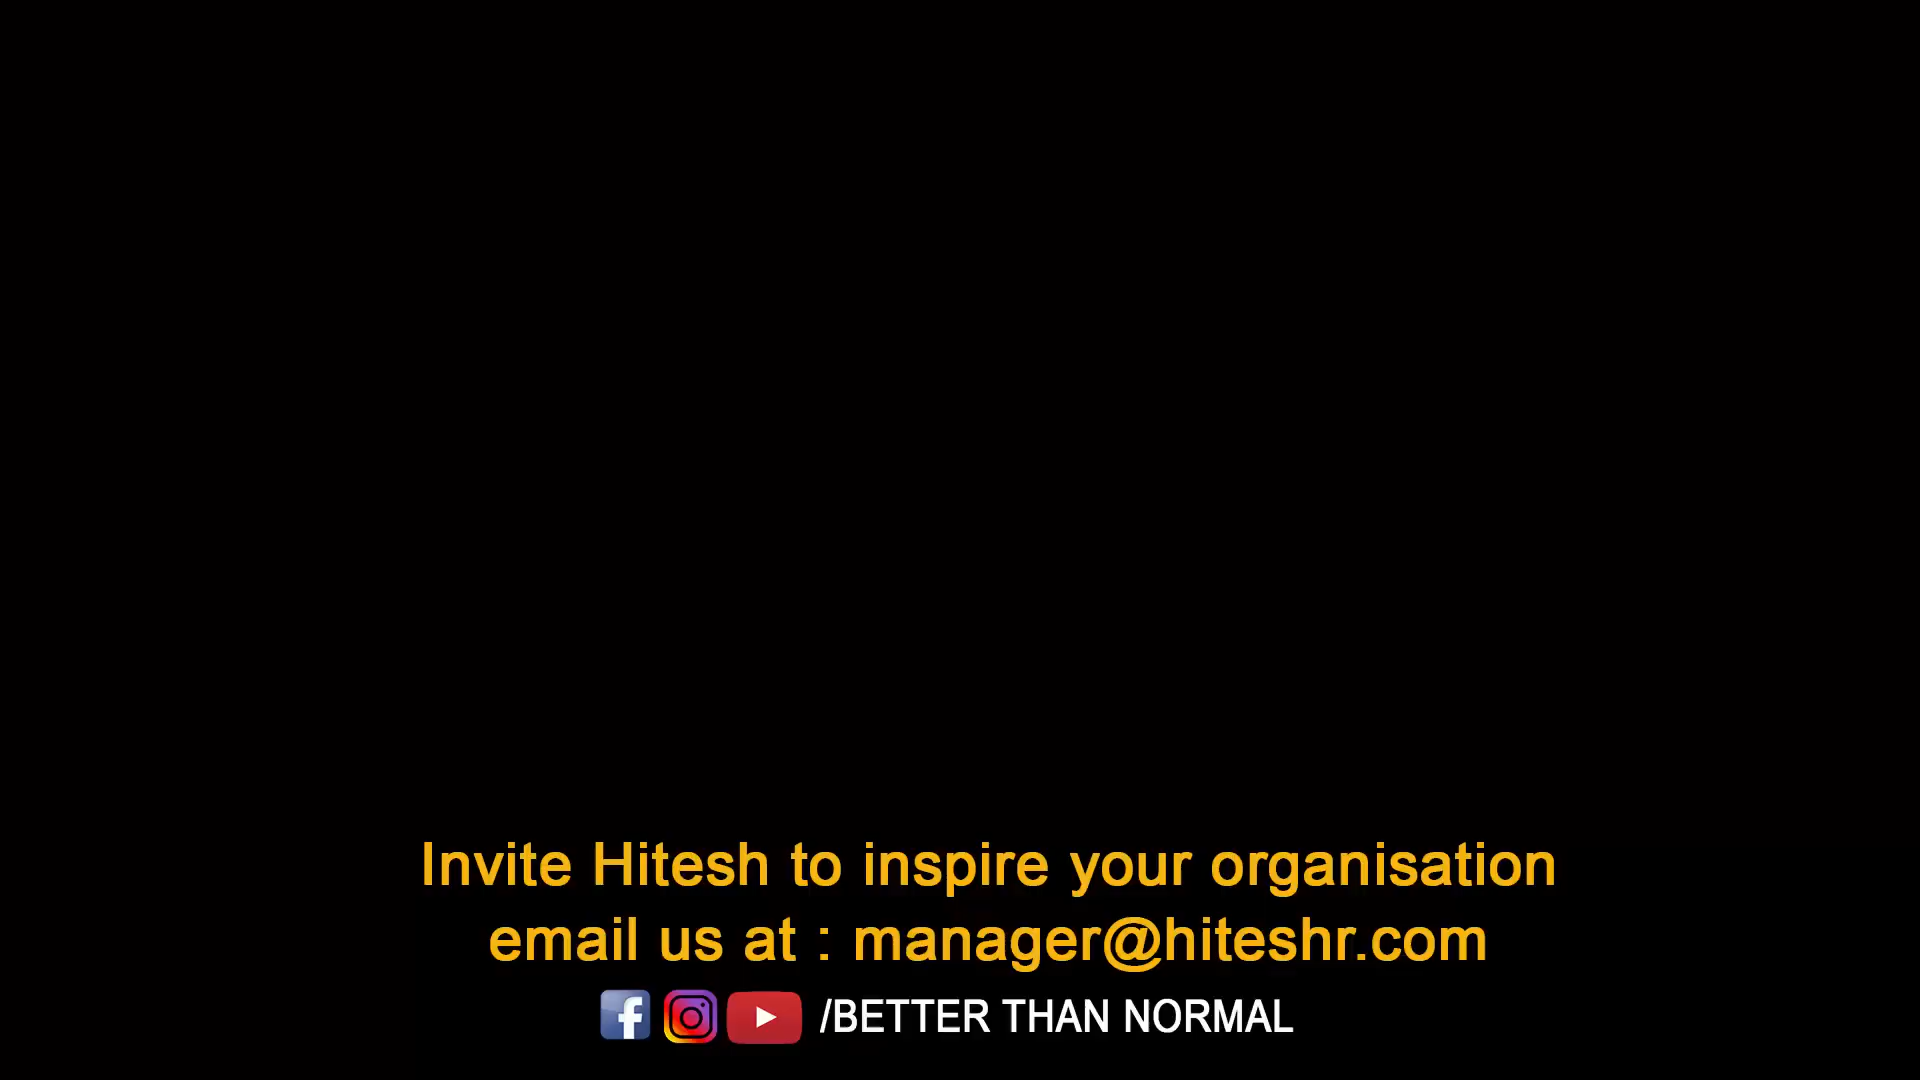 Invite Hitesh to inspire your organisation
email us at : manager@hiteshr.com
/BETTER THAN NORMAL